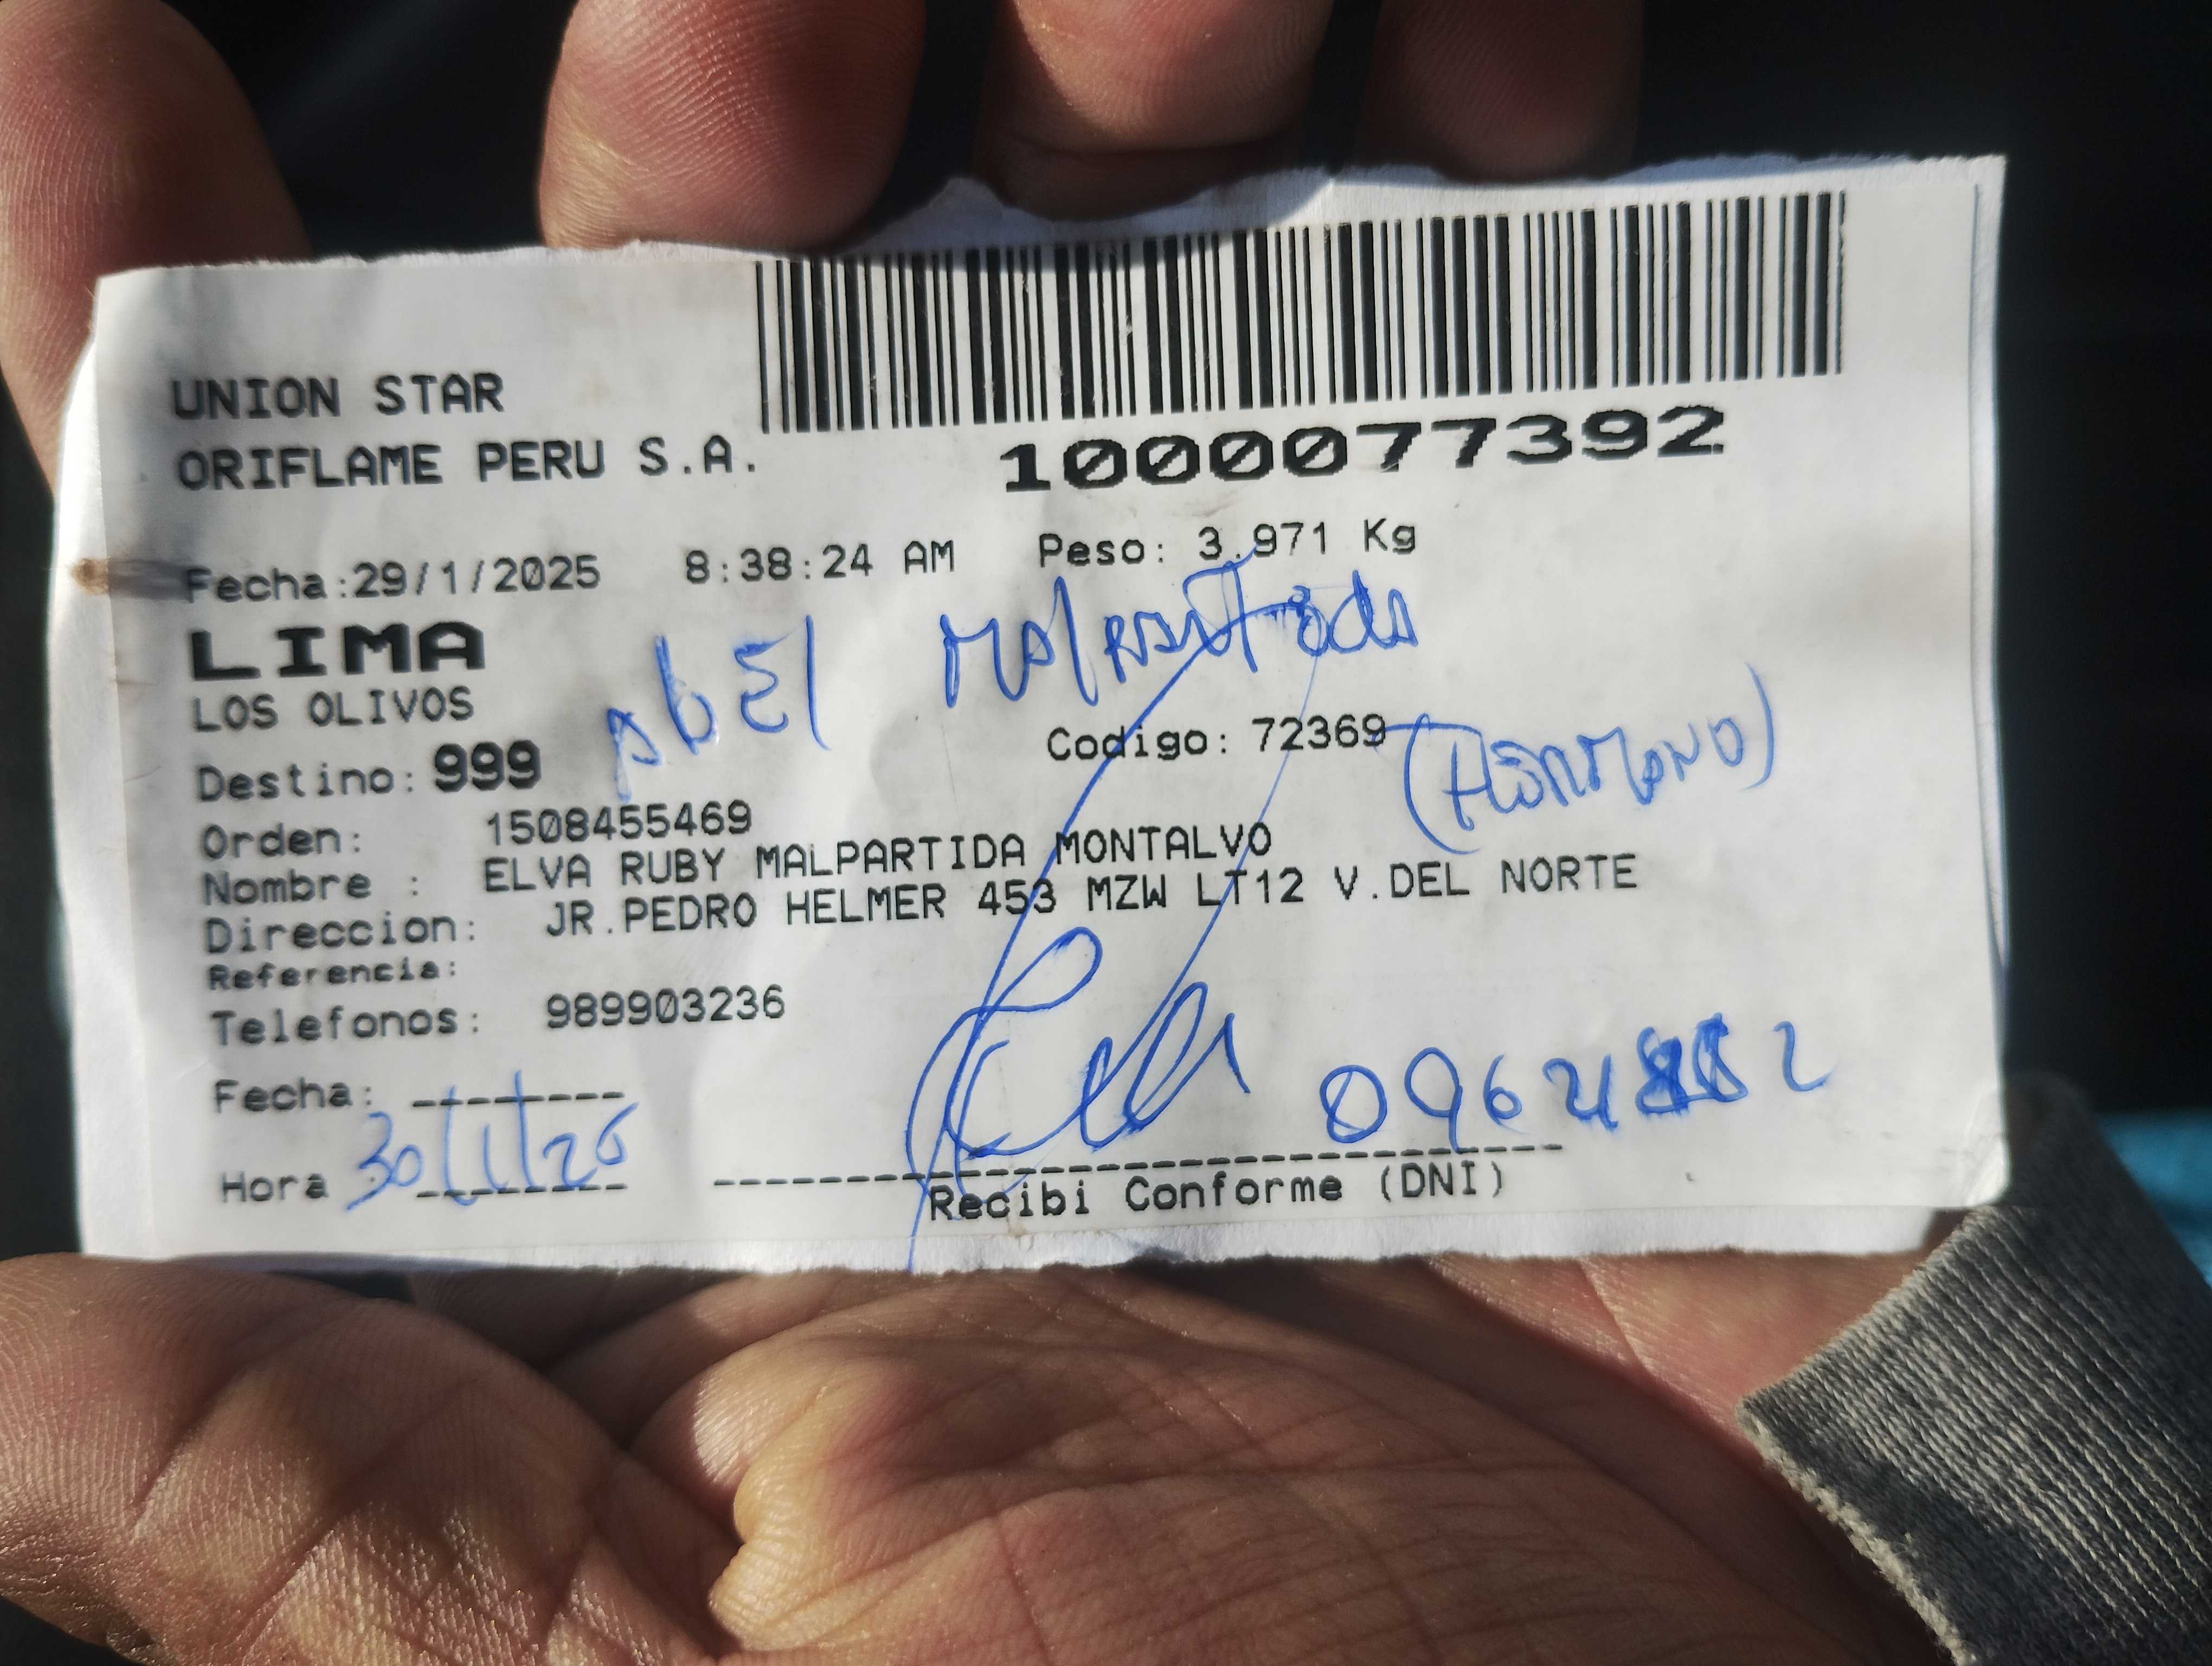 UNION STAR
ORIFLAME PERU S.A.
1000077392
Fecha:29/1/2025 8:38:24 AM Peso: 3.971 Kg
LIMA
LOS OLIVOS
Abel Malpartida
Destino: 999 Codigo: 72369
(Hermano)
Orden: 1508455469
Nombre : ELVA RUBY MALPARTIDA MONTALVO
Direccion: JR.PEDRO HELMER 453 MZW LT12 V.DEL NORTE
Referencia:
Telefonos: 989903236
Fecha:
Hora 30/1/25
Recibi Conforme (DNI)